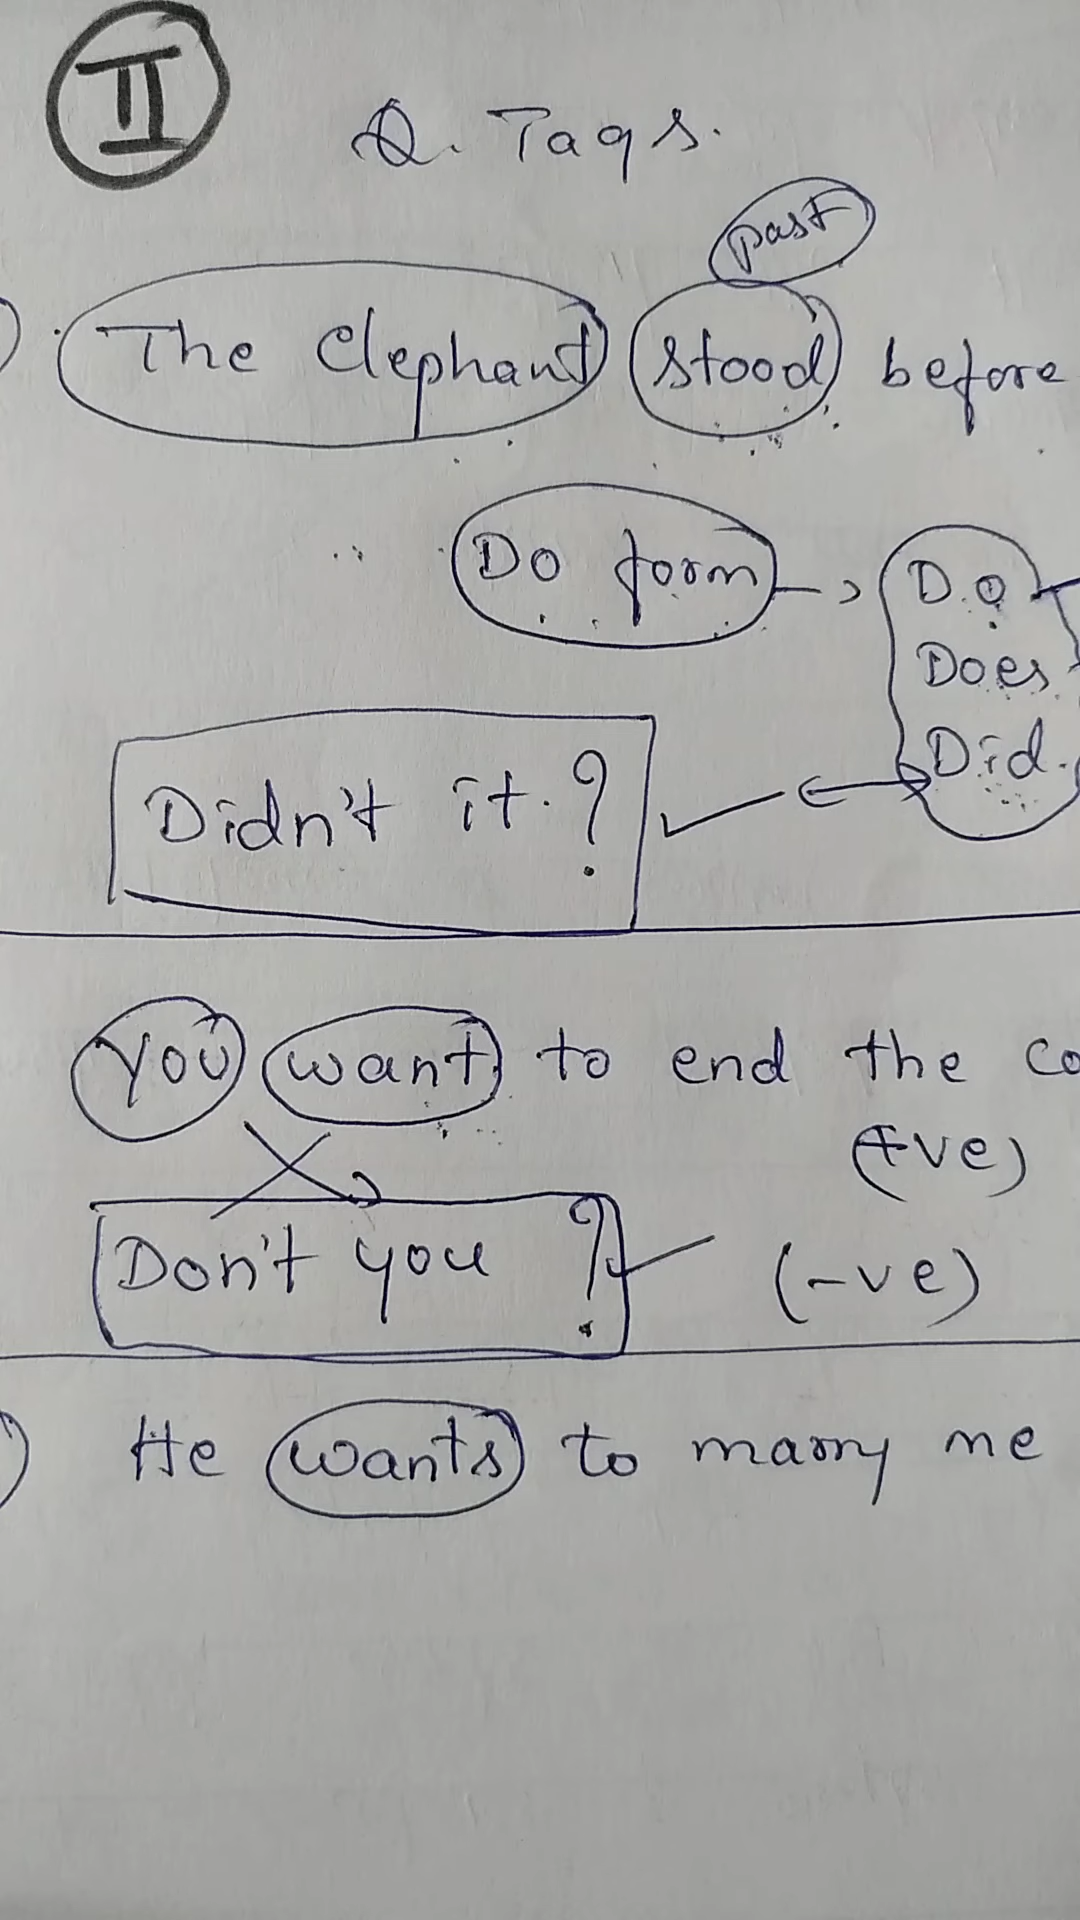 II
Q. Tags.
past
The Elephant stood before
Do form
D.o
Does
Did.
Didn't it.?
You want to end the co
(+ve)
Don't you ?
(-ve)
He wants to marry me